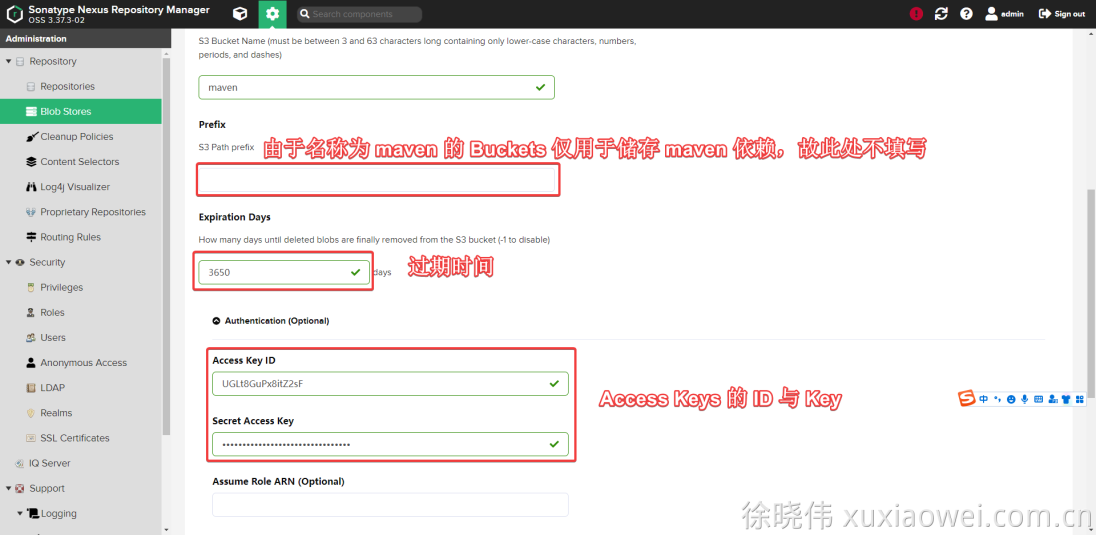 Sonatype Nexus Repository Manager
OSS 3.37.3-02
Search components
admin
Sign out
Administration
Repository
Repositories
Blob Stores
Cleanup Policies
Content Selectors
Log4j Visualizer
Proprietary Repositories
Routing Rules
Security
Privileges
Roles
Users
Anonymous Access
LDAP
Realms
SSL Certificates
IQ Server
Support
Logging
S3 Bucket Name (must be between 3 and 63 characters long containing only lower-case characters, numbers,
periods, and dashes)
maven
Prefix
S3 Path prefix
由于名称为 maven 的 Buckets 仅用于储存 maven 依赖，故此处不填写
Expiration Days
How many days until deleted blobs are finally removed from the S3 bucket (-1 to disable)
3650
days
过期时间
Authentication (Optional)
Access Key ID
UGLt8GuPx8itZ2sF
Access Keys 的 ID 与 Key
Secret Access Key
Assume Role ARN (Optional)
中
徐晓伟 xuxiaowei.com.cn